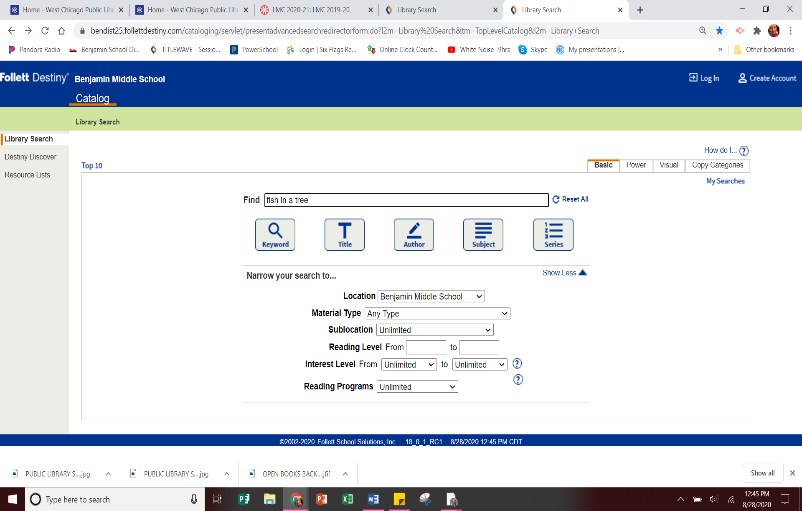 Home - West Chicago Public Libr
Home - West Chicago Public Libr
LMC 2020-21: LMC 2019-20
Library Search
Library Search
bendist25.follettdestiny.com/cataloging/servlet/presentadvancedsearchredirectorform.do?l2m=Library%20Search&tm=TopLevelCatalog&l2m=Library+Search
Pandora Radio
Benjamin School Di...
TITLEWAVE - Sessio...
PowerSchool
Login | Six Flags Re...
Online Clock Count...
White Noise- 9hrs
Skype
My presentations |...
»
Other bookmarks
Follett Destiny® Benjamin Middle School
Log In
Create Account
Catalog
Library Search
Library Search
Destiny Discover
Resource Lists
How do I... ?
Top 10
Basic
Power
Visual
Copy Categories
My Searches
Find fish in a tree Reset All
Keyword
Title
Author
Subject
Series
Narrow your search to...
Show Less
Location Benjamin Middle School
Material Type Any Type
Sublocation Unlimited
Reading Level From to
Interest Level From Unlimited to Unlimited ?
?
Reading Programs Unlimited
©2002-2020 Follett School Solutions, Inc. 18_0_1_RC1 8/28/2020 12:45 PM CDT
PUBLIC LIBRARY S....jpg
PUBLIC LIBRARY S....jpg
OPEN BOOKS BACK....jfif
Show all
Type here to search
12:45 PM
8/28/2020